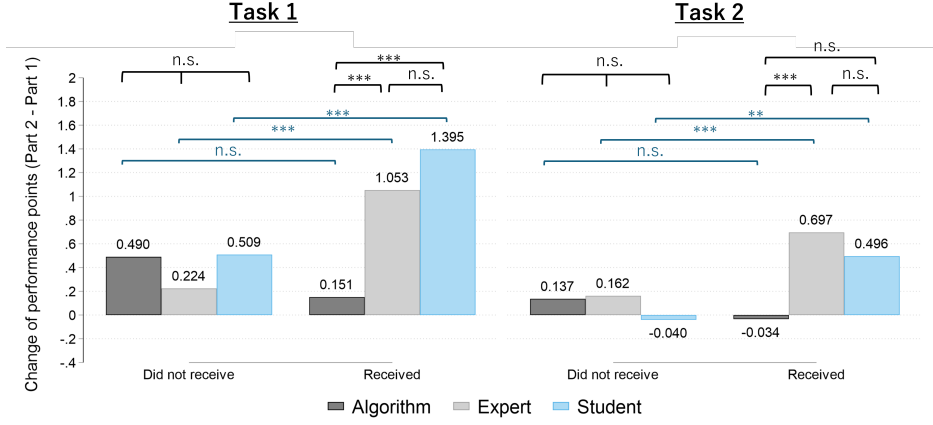 Task 1 Task 2
Change of performance points (Part 2 - Part 1)
2
1.8
1.6
1.4
1.2
1
.8
.6
.4
.2
0
-.2
-.4
n.s. *** n.s. n.s.
*** n.s. *** n.s.
*** **
*** ***
n.s. n.s.
0.490 0.224 0.509 0.151 1.053 1.395 0.137 0.162 -0.040 -0.034 0.697 0.496
Did not receive Received Did not receive Received
Algorithm Expert Student